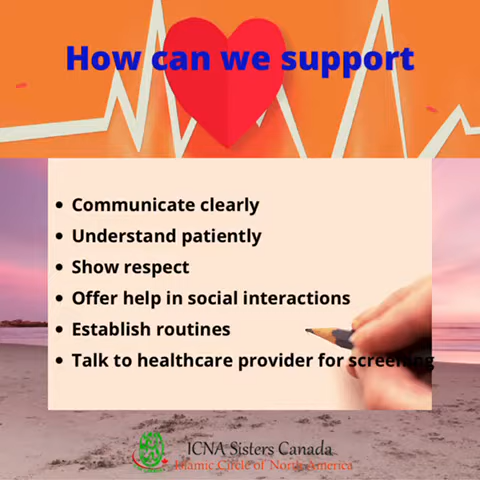 How can we support
• Communicate clearly
• Understand patiently
• Show respect
• Offer help in social interactions
• Establish routines
• Talk to healthcare provider for screening
ICNA Sisters Canada
Islamic Circle of North America